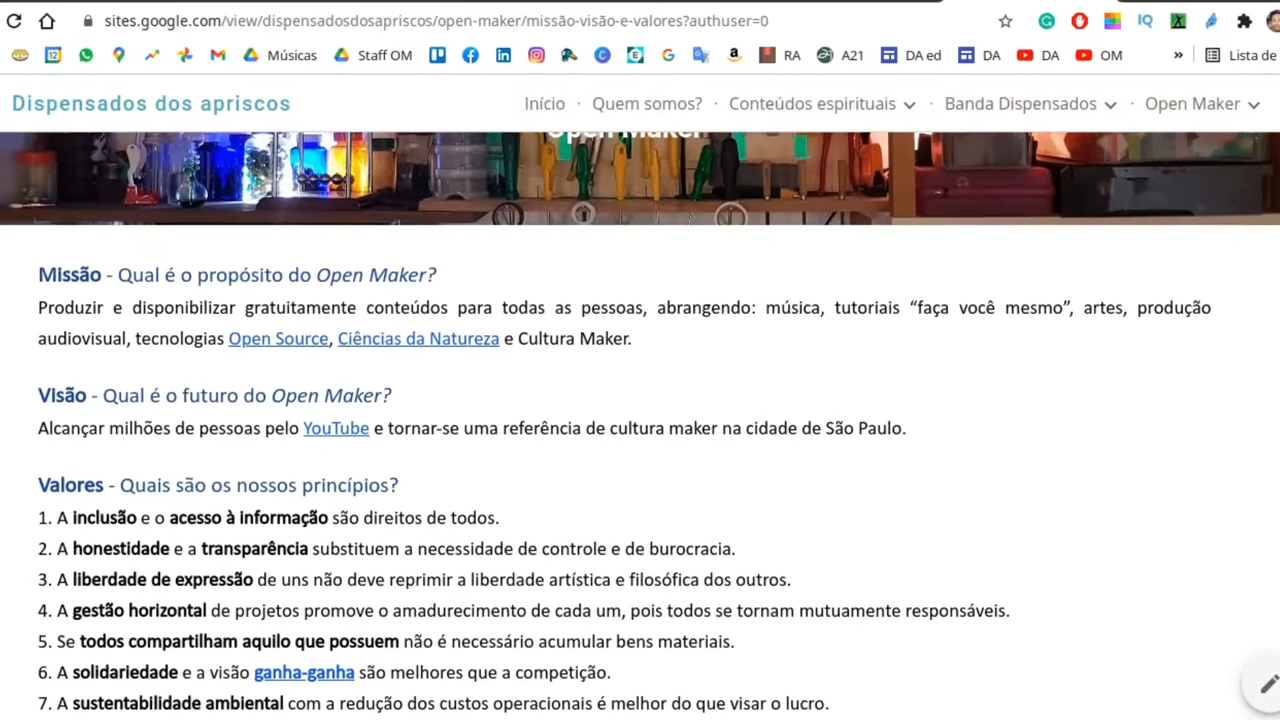 sites.google.com/view/dispensadosdosapriscos/open-maker/missão-visão-e-valores?authuser=0
12 Músicas Staff OM RA A21 DA ed DA DA OM » Lista de
Dispensados dos apriscos
Início · Quem somos? · Conteúdos espirituais · Banda Dispensados · Open Maker
Open Maker
Missão - Qual é o propósito do Open Maker?
Produzir e disponibilizar gratuitamente conteúdos para todas as pessoas, abrangendo: música, tutoriais “faça você mesmo”, artes, produção
audiovisual, tecnologias Open Source, Ciências da Natureza e Cultura Maker.
Visão - Qual é o futuro do Open Maker?
Alcançar milhões de pessoas pelo YouTube e tornar-se uma referência de cultura maker na cidade de São Paulo.
Valores - Quais são os nossos princípios?
1. A inclusão e o acesso à informação são direitos de todos.
2. A honestidade e a transparência substituem a necessidade de controle e de burocracia.
3. A liberdade de expressão de uns não deve reprimir a liberdade artística e filosófica dos outros.
4. A gestão horizontal de projetos promove o amadurecimento de cada um, pois todos se tornam mutuamente responsáveis.
5. Se todos compartilham aquilo que possuem não é necessário acumular bens materiais.
6. A solidariedade e a visão ganha-ganha são melhores que a competição.
7. A sustentabilidade ambiental com a redução dos custos operacionais é melhor do que visar o lucro.